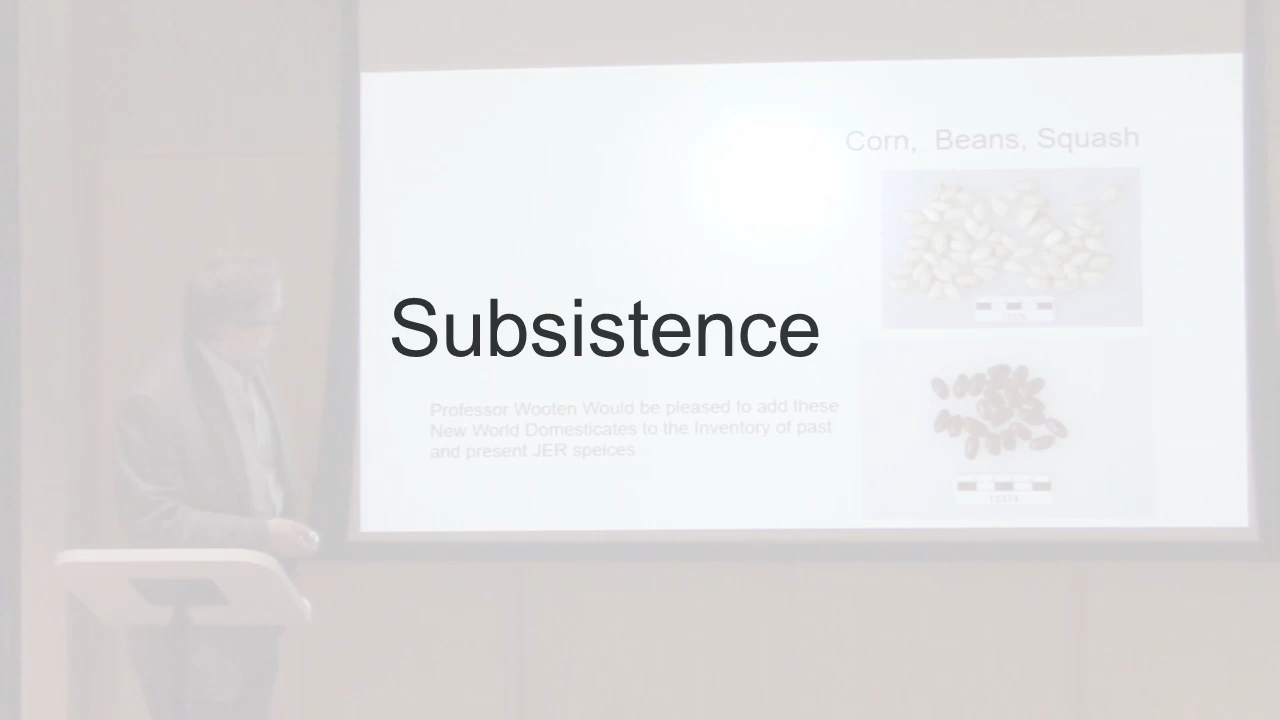 Corn, Beans, Squash
Subsistence
Professor Wooten Would be pleased to add these
New World Domesticates to the Inventory of past
and present JER speices